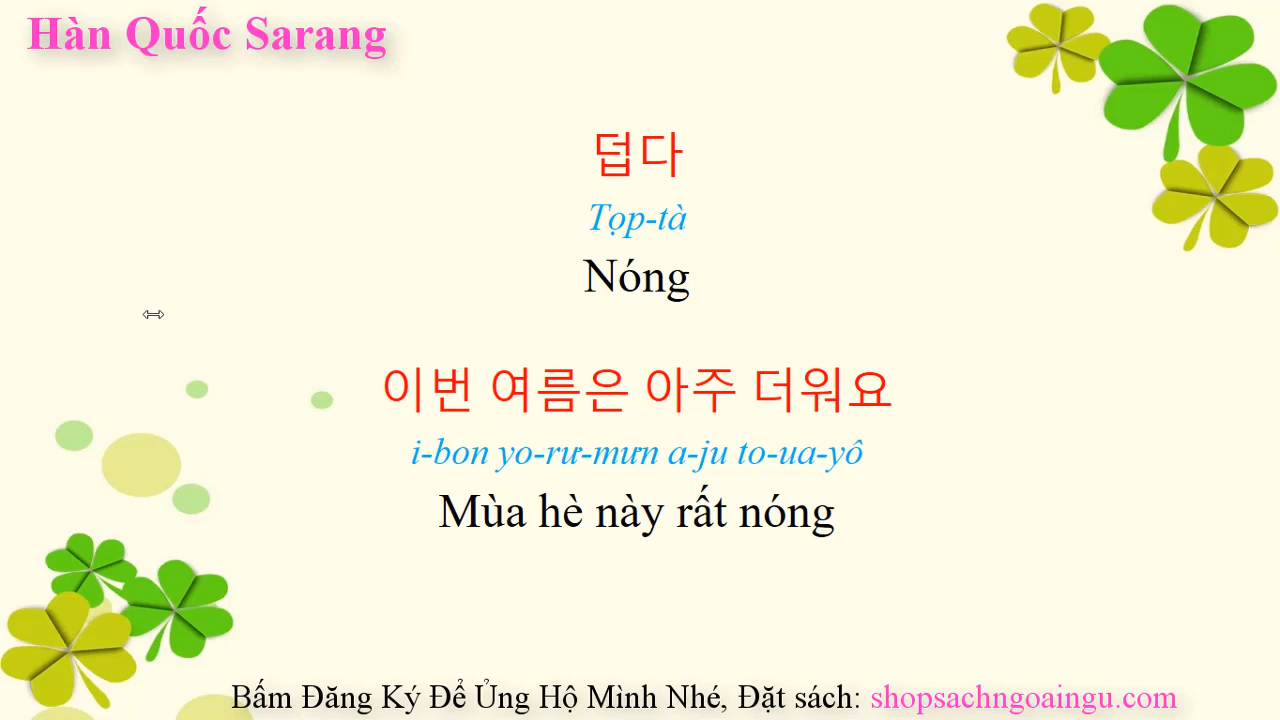 Hàn Quốc Sarang
덥다
Tọp-tà
Nóng
이번 여름은 아주 더워요
i-bon yo-rư-mưn a-ju to-ua-yô
Mùa hè này rất nóng
Bấm Đăng Ký Để Ủng Hộ Mình Nhé, Đặt sách: shopsachngoaingu.com